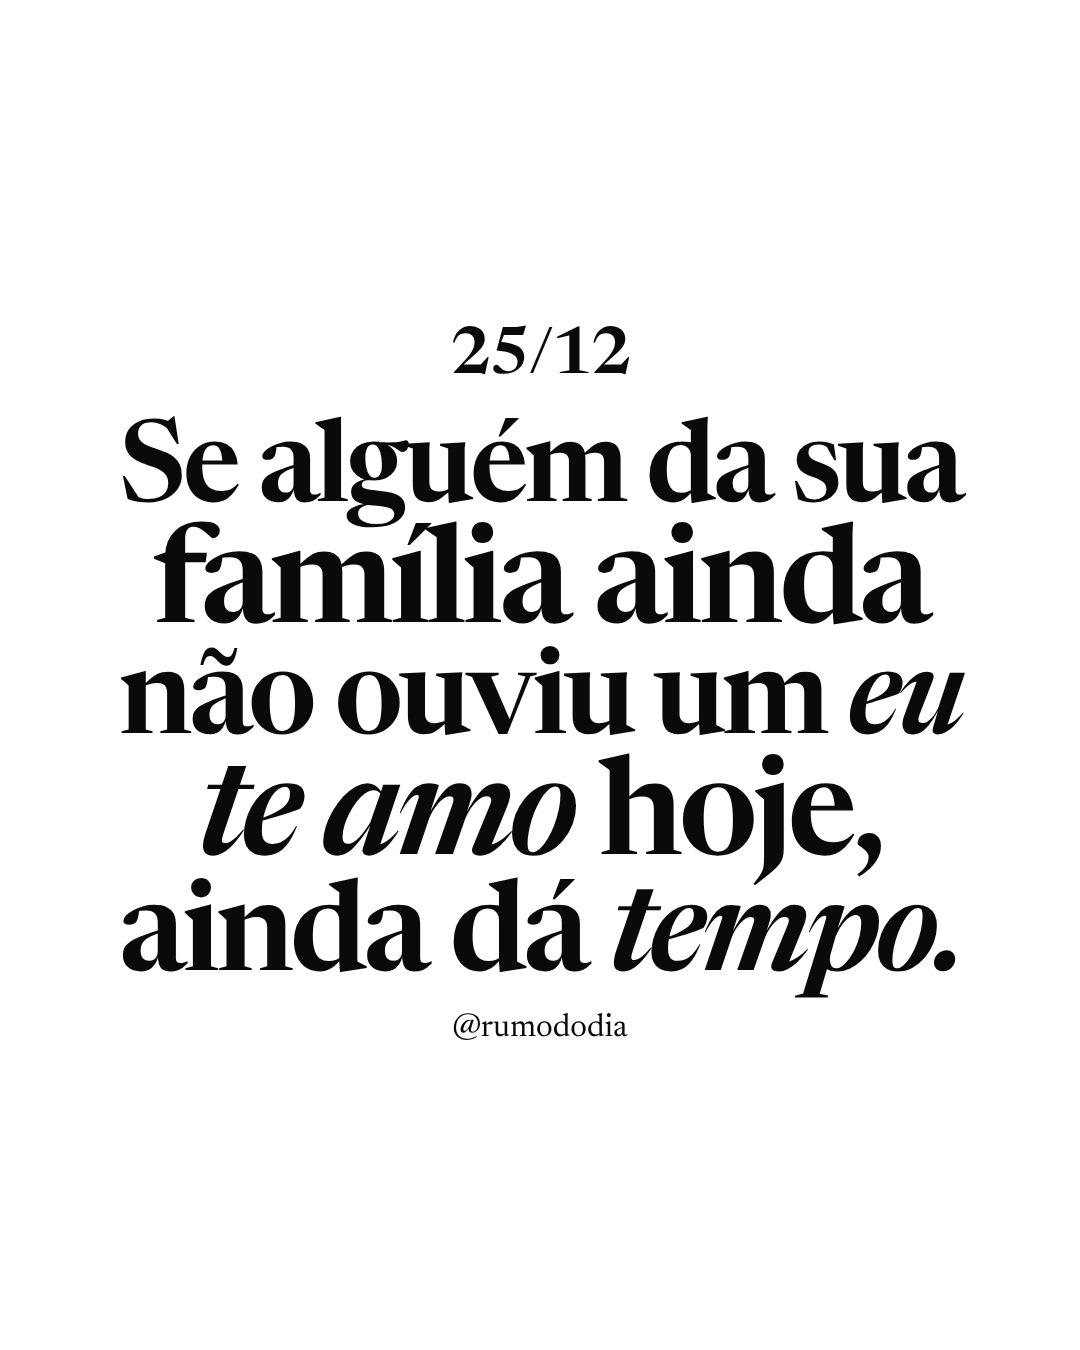 25/12
Se alguém da sua
família ainda
não ouviu um eu
te amo hoje,
ainda dá tempo.
@rumododia